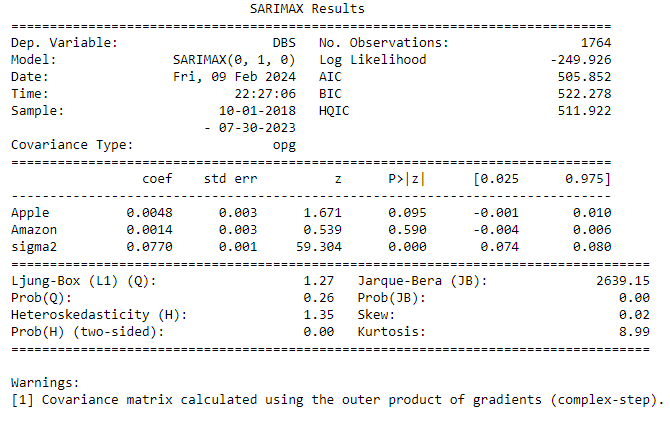 SARIMAX Results
==============================================================================
Dep. Variable: DBS No. Observations: 1764
Model: SARIMAX(0, 1, 0) Log Likelihood -249.926
Date: Fri, 09 Feb 2024 AIC 505.852
Time: 22:27:06 BIC 522.278
Sample: 10-01-2018 HQIC 511.922
- 07-30-2023
Covariance Type: opg
==============================================================================
coef std err z P>|z| [0.025 0.975]
------------------------------------------------------------------------------
Apple 0.0048 0.003 1.671 0.095 -0.001 0.010
Amazon 0.0014 0.003 0.539 0.590 -0.004 0.006
sigma2 0.0770 0.001 59.304 0.000 0.074 0.080
===================================================================================
Ljung-Box (L1) (Q): 1.27 Jarque-Bera (JB): 2639.15
Prob(Q): 0.26 Prob(JB): 0.00
Heteroskedasticity (H): 1.35 Skew: 0.02
Prob(H) (two-sided): 0.00 Kurtosis: 8.99
===================================================================================
Warnings:
[1] Covariance matrix calculated using the outer product of gradients (complex-step).